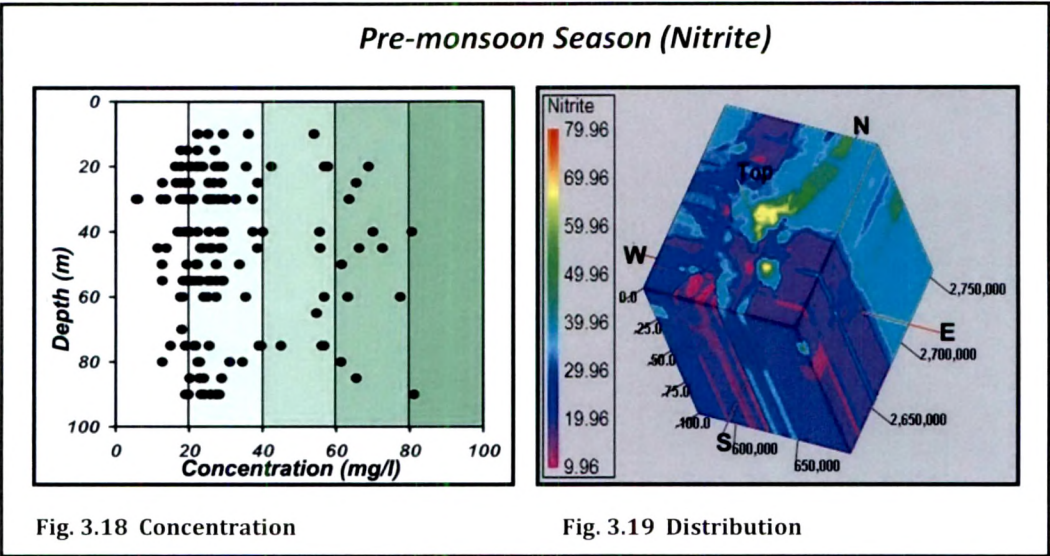 Pre-monsoon Season (Nitrite)
0
20
40
60
80
100
Depth (m)
0 20 40 60 80 100
Concentration (mg/l)
Nitrite
79.96
69.96
59.96
49.96
39.96
29.96
19.96
9.96
N
Top
W
0.0
25.0
50.0
75.0
100.0
S
600,000
650,000
E
2,750,000
2,700,000
2,650,000
Fig. 3.18 Concentration
Fig. 3.19 Distribution